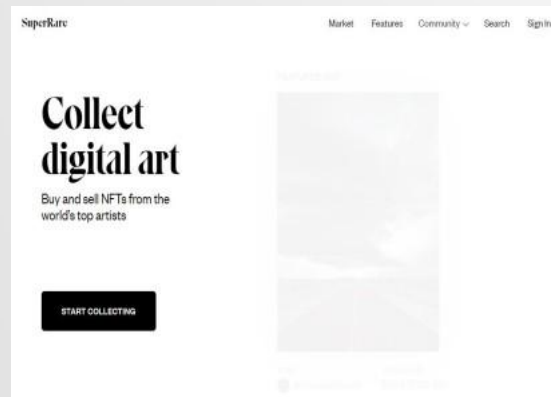 SuperRare
Market Features Community Search Sign In
Collect
digital art
Buy and sell NFTs from the
world's top artists
START COLLECTING